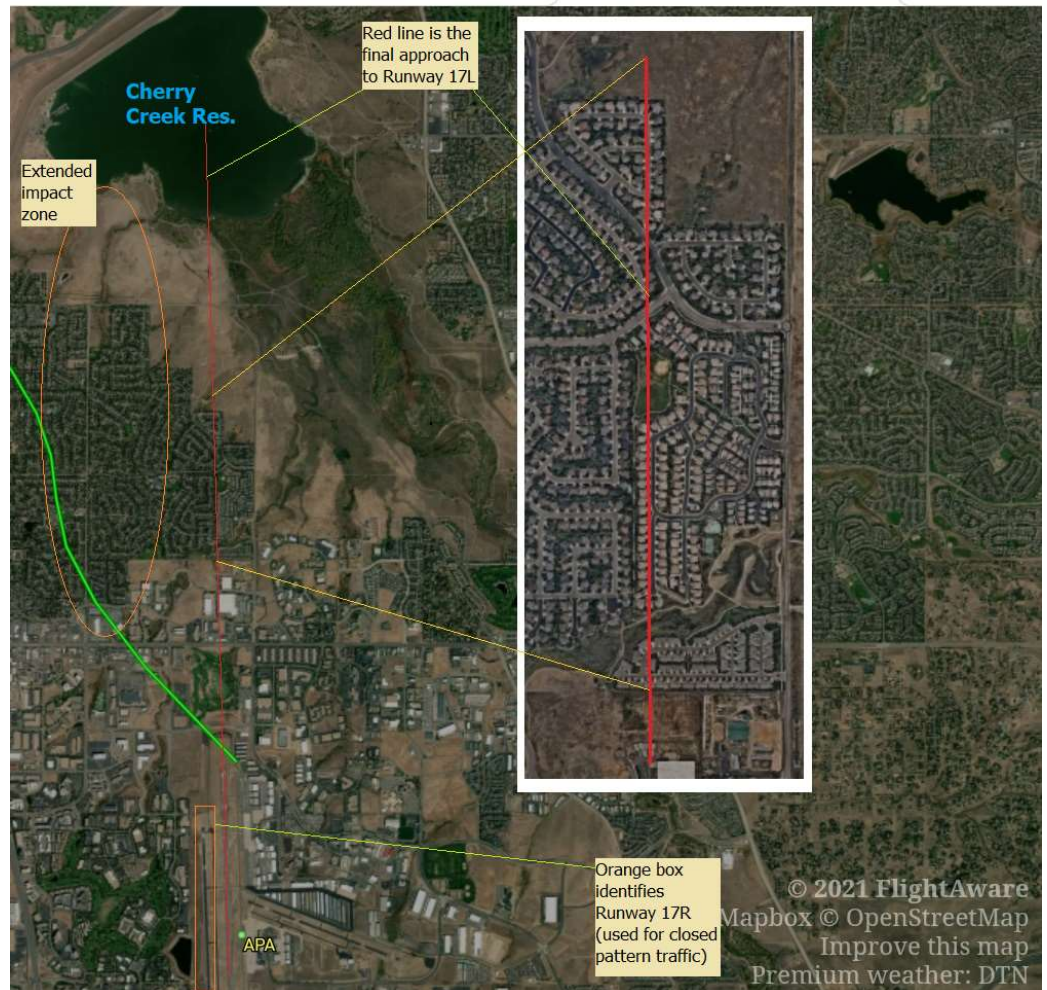 Red line is the
final approach
to Runway 17L
Cherry
Creek Res.
Extended
impact
zone
Orange box
identifies
Runway 17R
(used for closed
pattern traffic)
APA
© 2021 FlightAware
Mapbox © OpenStreetMap
Improve this map
Premium weather: DTN